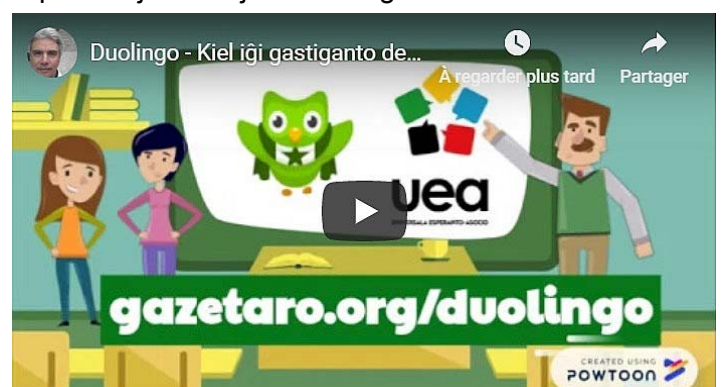 Duolingo - Kiel iĝi gastiganto de...
À regarder plus tard
Partager
uea
UNIVERSALA ESPERANTO-ASOCIO
gazetaro.org/duolingo
CREATED USING
POWTOON